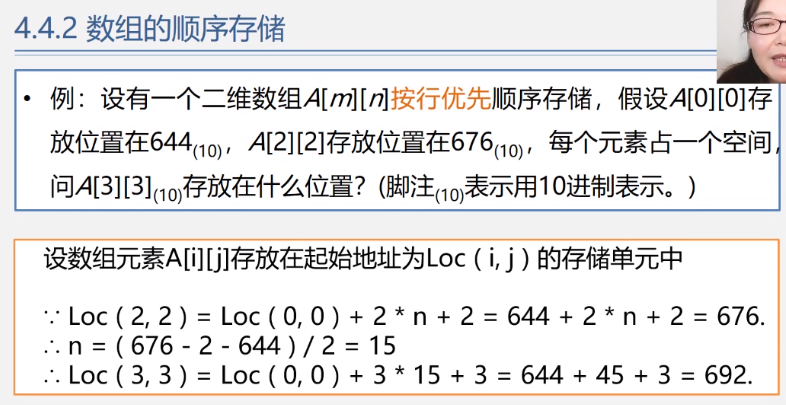 4.4.2 数组的顺序存储
• 例：设有一个二维数组A[m][n]按行优先顺序存储，假设A[0][0]存
放位置在644(10)，A[2][2]存放位置在676(10)，每个元素占一个空间，
问A[3][3](10)存放在什么位置？(脚注(10)表示用10进制表示。)
设数组元素A[i][j]存放在起始地址为Loc ( i, j ) 的存储单元中
∵ Loc ( 2, 2 ) = Loc ( 0, 0 ) + 2 * n + 2 = 644 + 2 * n + 2 = 676.
∴ n = ( 676 - 2 - 644 ) / 2 = 15
∴ Loc ( 3, 3 ) = Loc ( 0, 0 ) + 3 * 15 + 3 = 644 + 45 + 3 = 692.